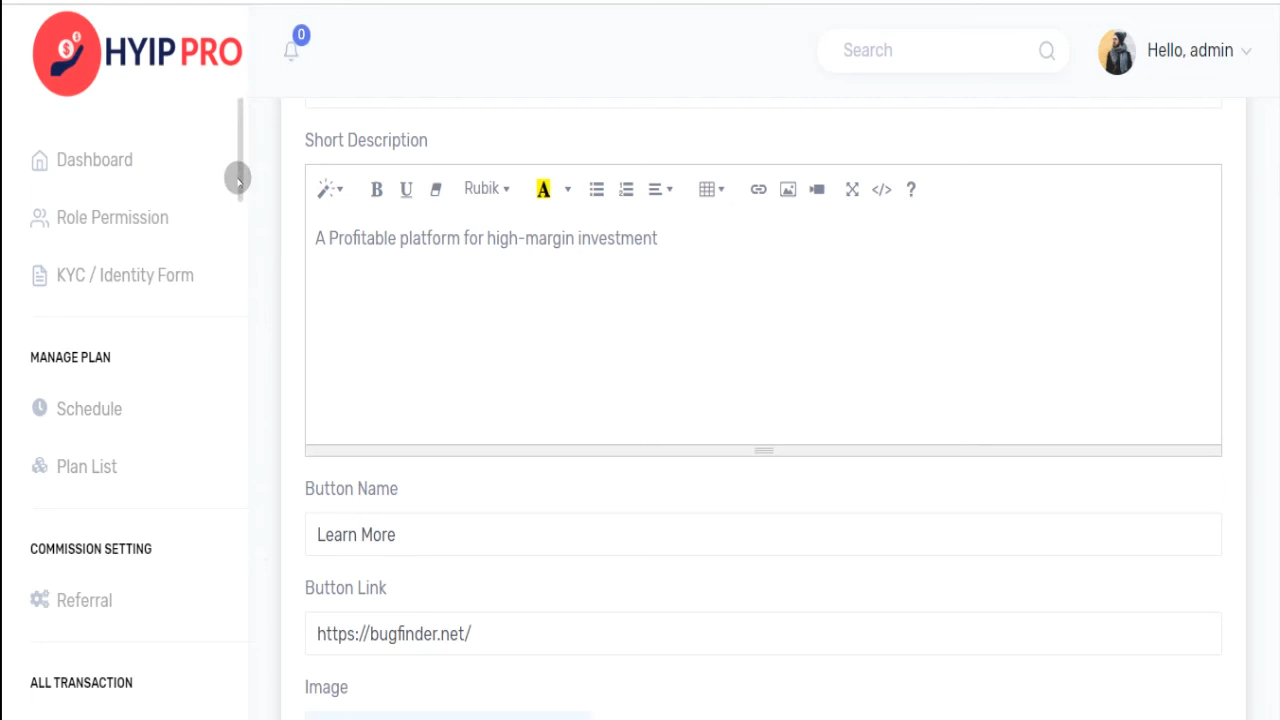 HYIP PRO
0
Search
Hello, admin
Dashboard
Role Permission
KYC / Identity Form
MANAGE PLAN
Schedule
Plan List
COMMISSION SETTING
Referral
ALL TRANSACTION
Short Description
B U Rubik A </> ?
A Profitable platform for high-margin investment
Button Name
Learn More
Button Link
https://bugfinder.net/
Image